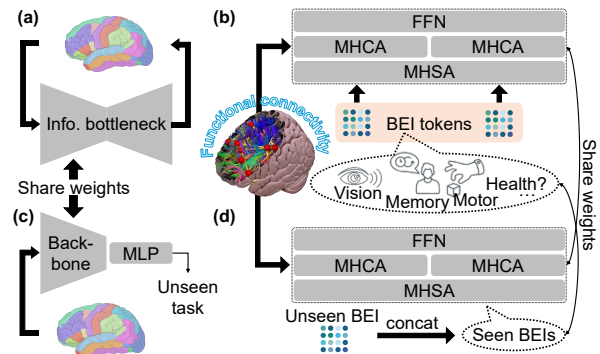 (a)
Info. bottleneck
Share weights
(c)
Back-
bone
MLP
Unseen
task
(b)
Functional connectivity
FFN
MHCA MHCA
MHSA
BEI tokens
Vision
Memory
Motor
Health?
...
Share weights
(d)
FFN
MHCA MHCA
MHSA
Unseen BEI
concat
Seen BEIs